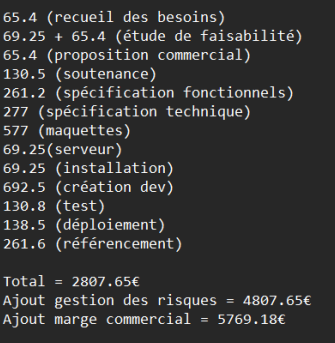 65.4 (recueil des besoins)
69.25 + 65.4 (étude de faisabilité)
65.4 (proposition commercial)
130.5 (soutenance)
261.2 (spécification fonctionnels)
277 (spécification technique)
577 (maquettes)
69.25(serveur)
69.25 (installation)
692.5 (création dev)
130.8 (test)
138.5 (déploiement)
261.6 (référencement)
Total = 2807.65€
Ajout gestion des risques = 4807.65€
Ajout marge commercial = 5769.18€